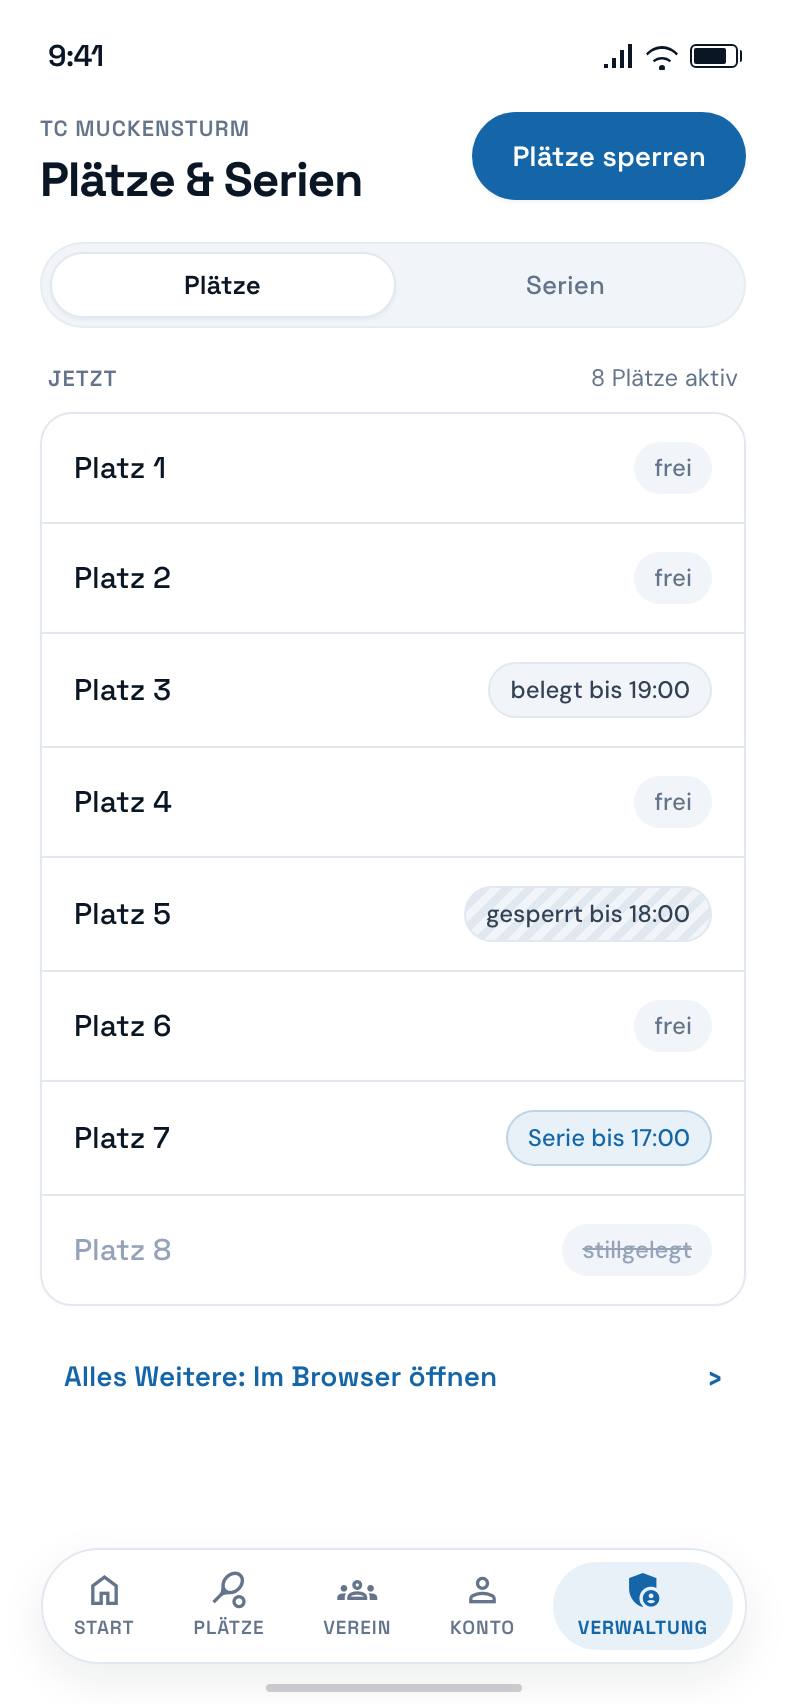 9:41
TC MUCKENSTURM
Plätze & Serien
Plätze sperren
Plätze
Serien
JETZT
8 Plätze aktiv
Platz 1
frei
Platz 2
frei
Platz 3
belegt bis 19:00
Platz 4
frei
Platz 5
gesperrt bis 18:00
Platz 6
frei
Platz 7
Serie bis 17:00
Platz 8
stillgelegt
Alles Weitere: Im Browser öffnen
>
START
PLÄTZE
VEREIN
KONTO
VERWALTUNG